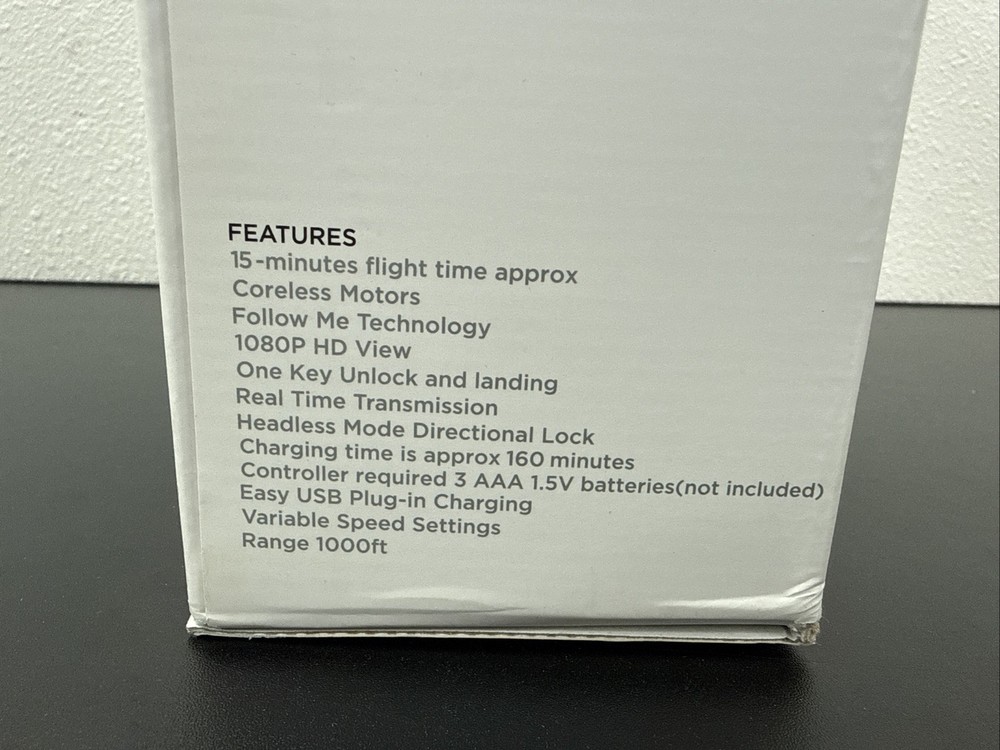 FEATURES
15-minutes flight time approx
Coreless Motors
Follow Me Technology
1080P HD View
One Key Unlock and landing
Real Time Transmission
Headless Mode Directional Lock
Charging time is approx 160 minutes
Controller required 3 AAA 1.5V batteries(not included)
Easy USB Plug-in Charging
Variable Speed Settings
Range 1000ft